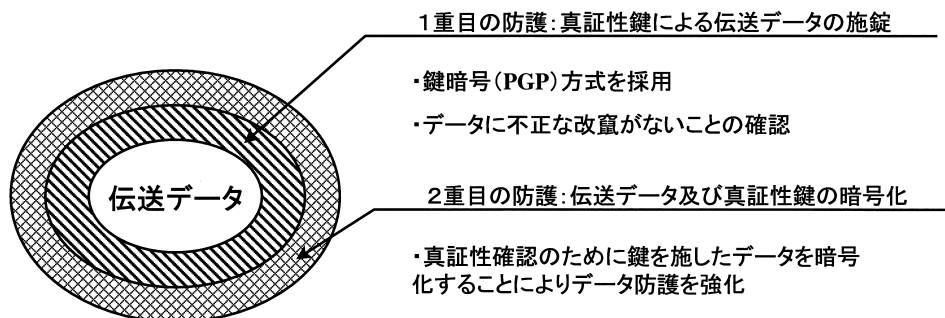 １重目の防護：真証性鍵による伝送データの施錠
・鍵暗号（PGP）方式を採用
・データに不正な改竄がないことの確認
伝送データ
２重目の防護：伝送データ及び真証性鍵の暗号化
・真証性確認のために鍵を施したデータを暗号
化することによりデータ防護を強化